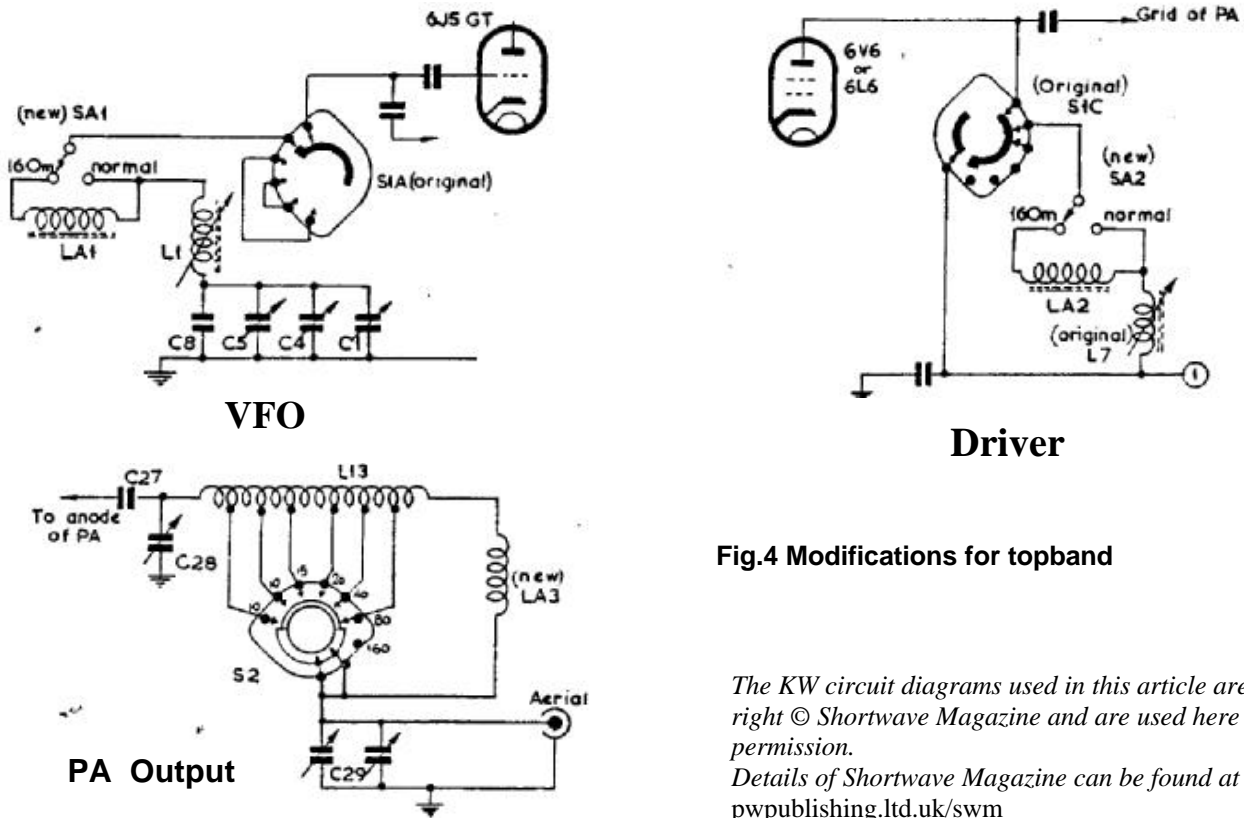 6J5 GT
(new) SA1
160m normal
S1A (original)
LA1
L1
C8 C5 C4 C1
VFO
Grid of PA
6V6
or
6L6
(Original)
S1C
(new)
SA2
160m normal
LA2
(original)
L7
1
Driver
C27
L13
To anode
of PA
C28
10 10 15 20 40 80 160
(new)
LA3
S2
Aerial
C29
PA Output
Fig.4 Modifications for topband
The KW circuit diagrams used in this article are
right © Shortwave Magazine and are used here
permission.
Details of Shortwave Magazine can be found at
pwpublishing.ltd.uk/swm